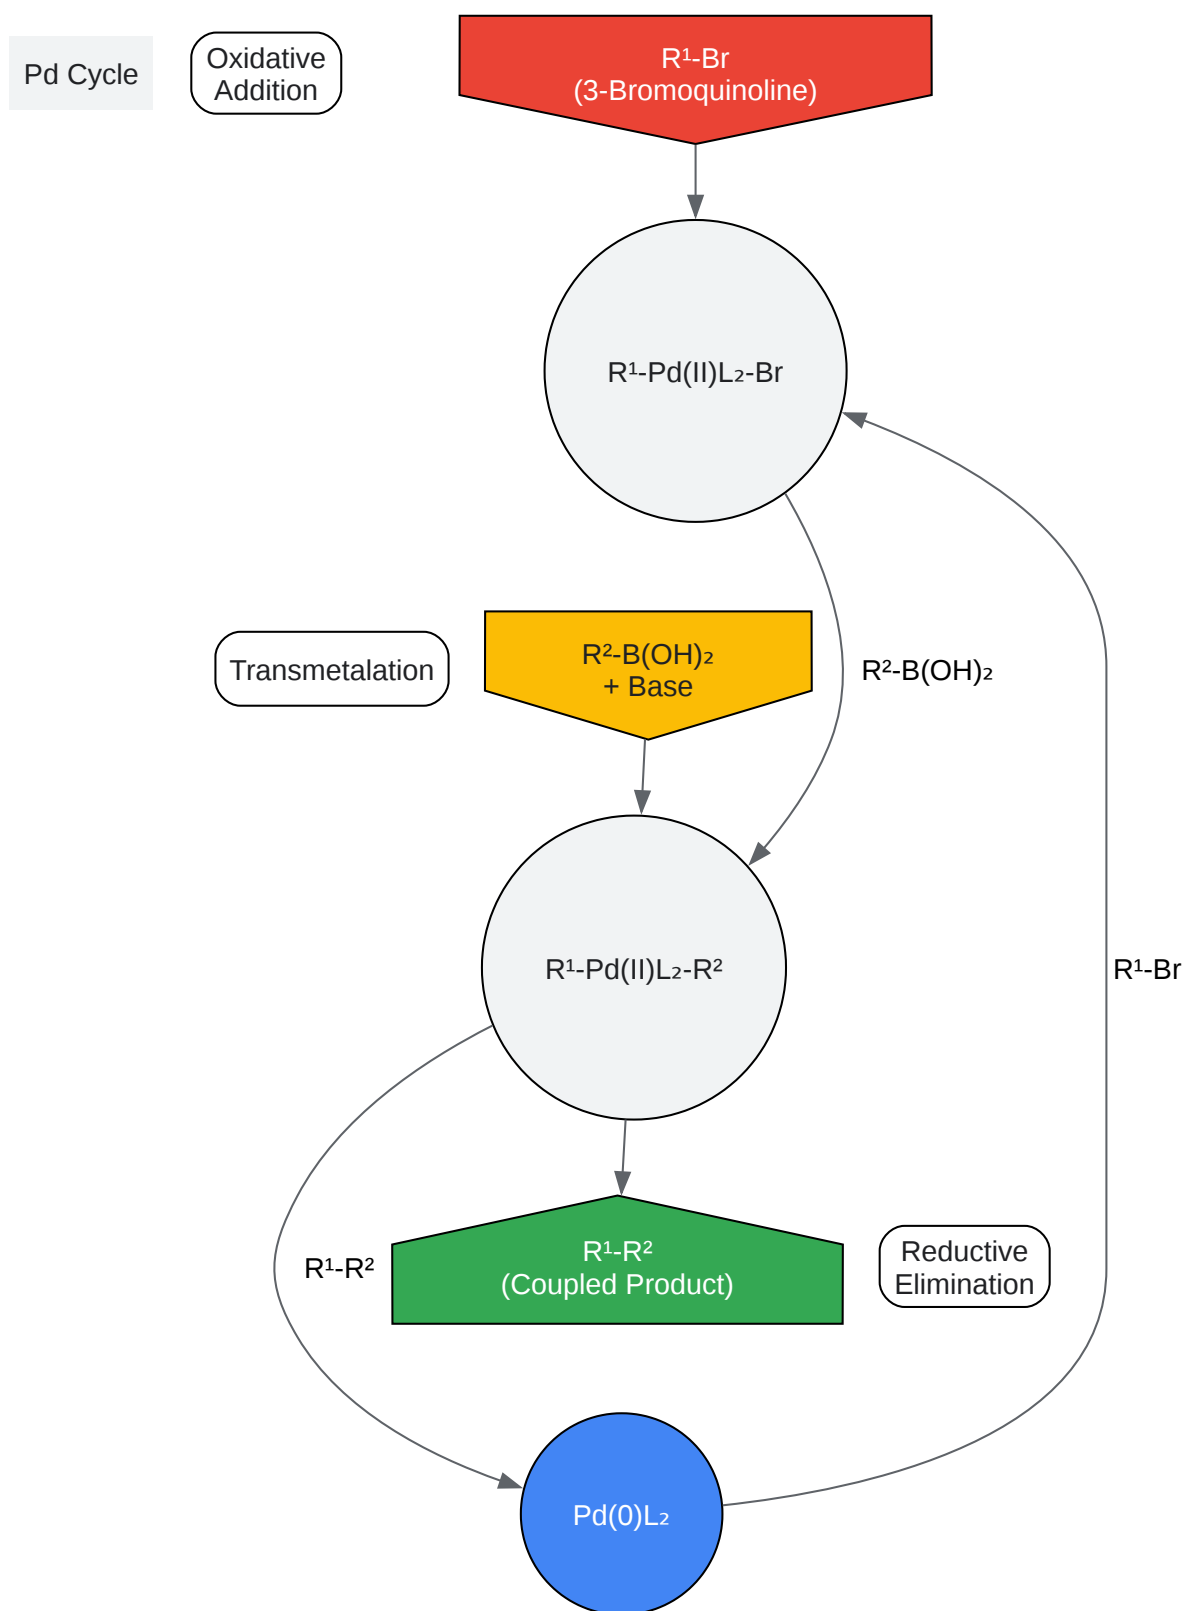 Pd Cycle
Oxidative
Addition
R¹-Br
(3-Bromoquinoline)
R¹-Pd(II)L₂-Br
Transmetalation
R²-B(OH)₂
+ Base
R²-B(OH)₂
R¹-Pd(II)L₂-R²
R¹-Br
R¹-R²
R¹-R²
(Coupled Product)
Reductive
Elimination
Pd(0)L₂